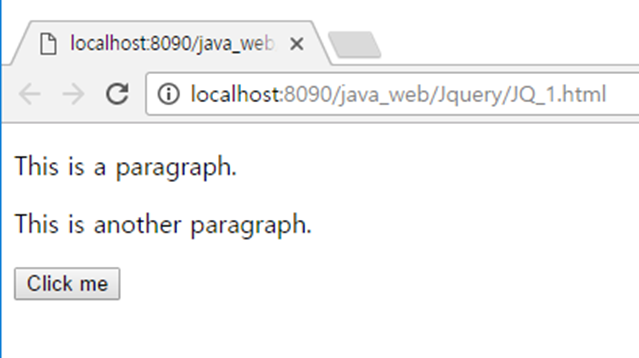 localhost:8090/java_web
localhost:8090/java_web/Jquery/JQ_1.html
This is a paragraph.
This is another paragraph.
Click me